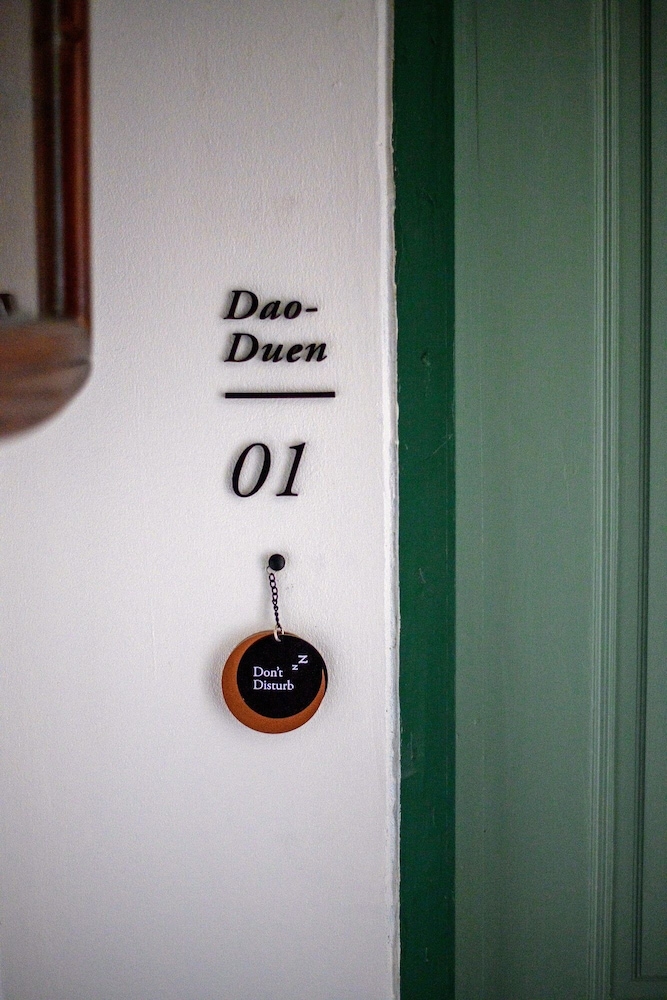 Dao-
Duen
01
z z
Don't
Disturb